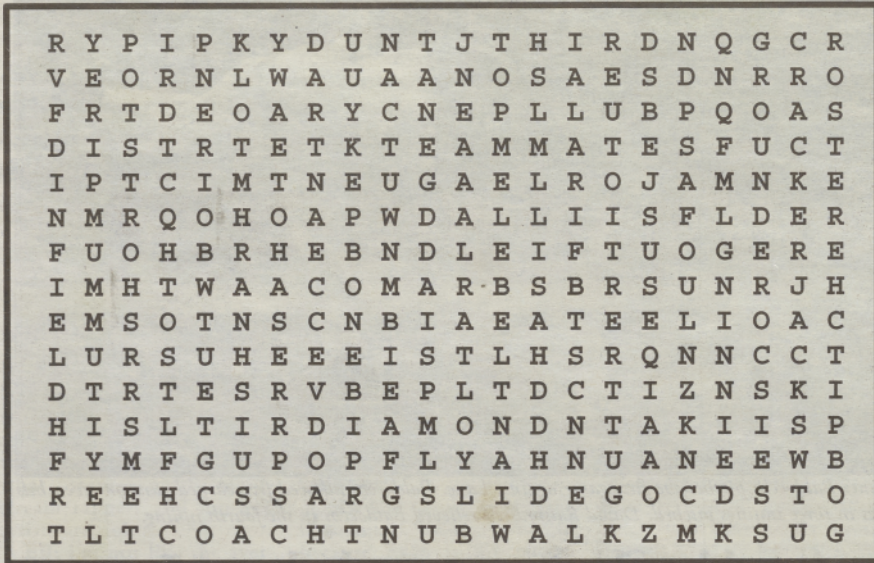 R Y P I P K Y D U N T J T H I R D N Q G C R
V E O R N L W A U A A N O S A E S D N R R O
F R T D E O A R Y C N E P L L U B P Q O A S
D I S T R T E T K T E A M M A T E S F U C T
I P T C I M T N E U G A E L R O J A M N K E
N M R Q O H O A P W D A L L I I S F L D E R
F U O H B R H E B N D L E I F T U O G E R E
I M H T W A A C O M A R B S B R S U N R J H
E M S O T N S C N B I A E A T E E L I O A C
L U R S U H E E E I S T L H S R Q N N C C T
D T R T E S R V B E P L T D C T I Z N S K I
H I S L T I R D I A M O N D N T A K I I S P
F Y M F G U P O P F L Y A H N U A N E E W B
R E E H C S S A R G S L I D E G O C D S T O
T L T C O A C H T N U B W A L K Z M K S U G